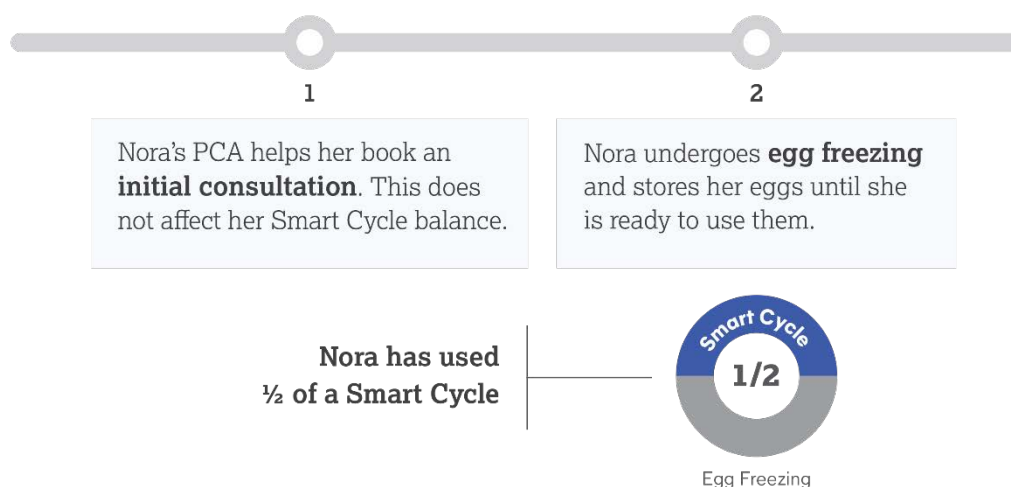 1
2
Nora’s PCA helps her book an
initial consultation. This does
not affect her Smart Cycle balance.
Nora undergoes egg freezing
and stores her eggs until she
is ready to use them.
Nora has used
½ of a Smart Cycle
Smart Cycle
1/2
Egg Freezing